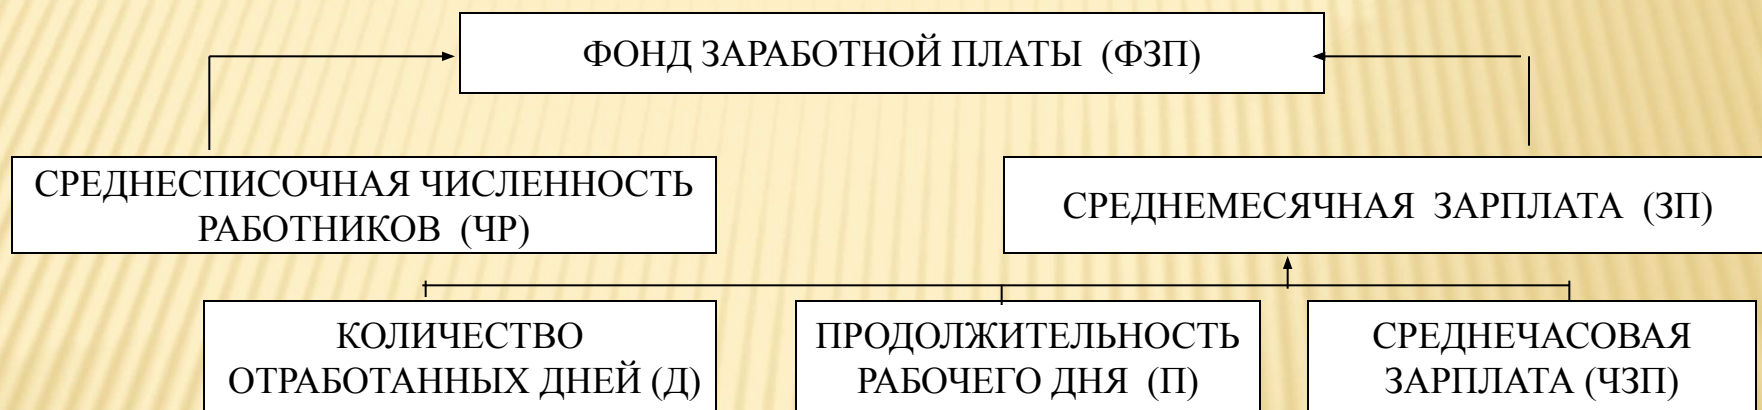 ФОНД ЗАРАБОТНОЙ ПЛАТЫ (ФЗП)
СРЕДНЕСПИСОЧНАЯ ЧИСЛЕННОСТЬ
РАБОТНИКОВ (ЧР)
СРЕДНЕМЕСЯЧНАЯ ЗАРПЛАТА (ЗП)
КОЛИЧЕСТВО
ОТРАБОТАННЫХ ДНЕЙ (Д)
ПРОДОЛЖИТЕЛЬНОСТЬ
РАБОЧЕГО ДНЯ (П)
СРЕДНЕЧАСОВАЯ
ЗАРПЛАТА (ЧЗП)